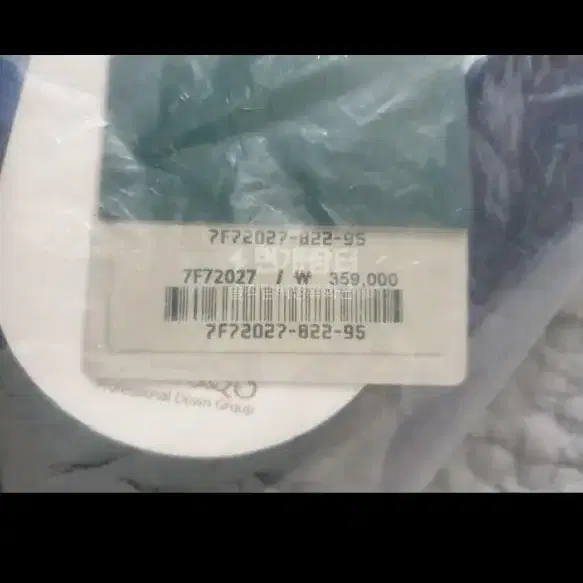 7F72027-822-95
7F72027 / ₩ 359,000
7F72027-822-95
Professional Down Group